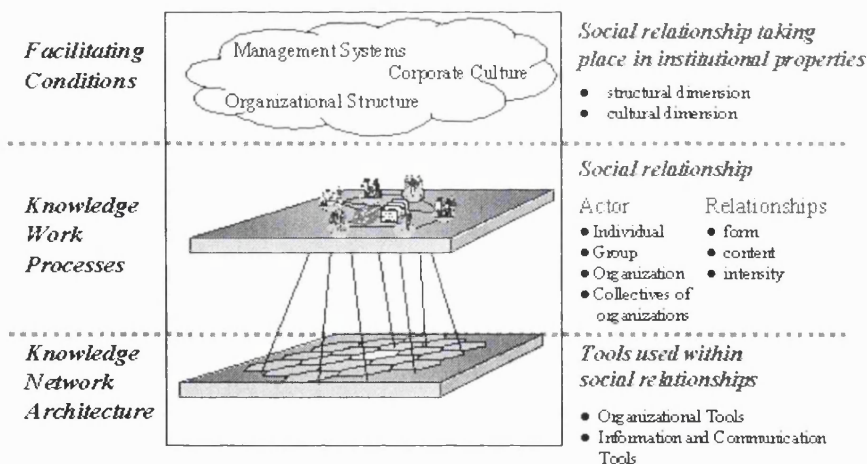 Facilitating
Conditions
Management Systems
Corporate Culture
Organizational Structure
Social relationship taking
place in institutional properties
● structural dimension
● cultural dimension
Knowledge
Work
Processes
Social relationship
Actor Relationships
● Individual ● form
● Group ● content
● Organization ● intensity
● Collectives of
organizations
Knowledge
Network
Architecture
Tools used within
social relationships
● Organizational Tools
● Information and Communication
Tools